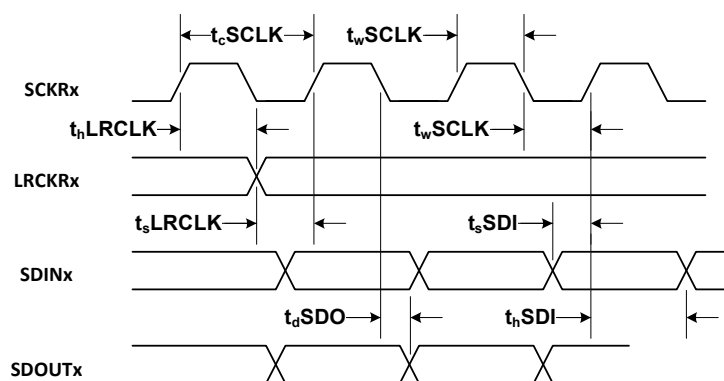 tcSCLK twSCLK
SCKRx
thLRCLK twSCLK
LRCKRx
tsLRCLK tsSDI
SDINx
tdSDO thSDI
SDOUTx